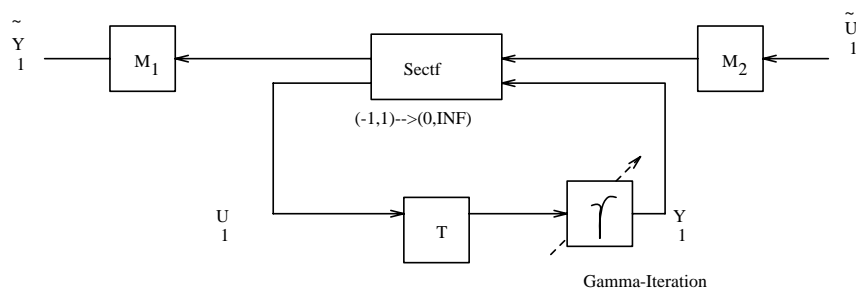 Ỹ
1
M1
Sectf
M2
Ũ
1
(-1,1)-->(0,INF)
U
1
T
γ
Y
1
Gamma-Iteration